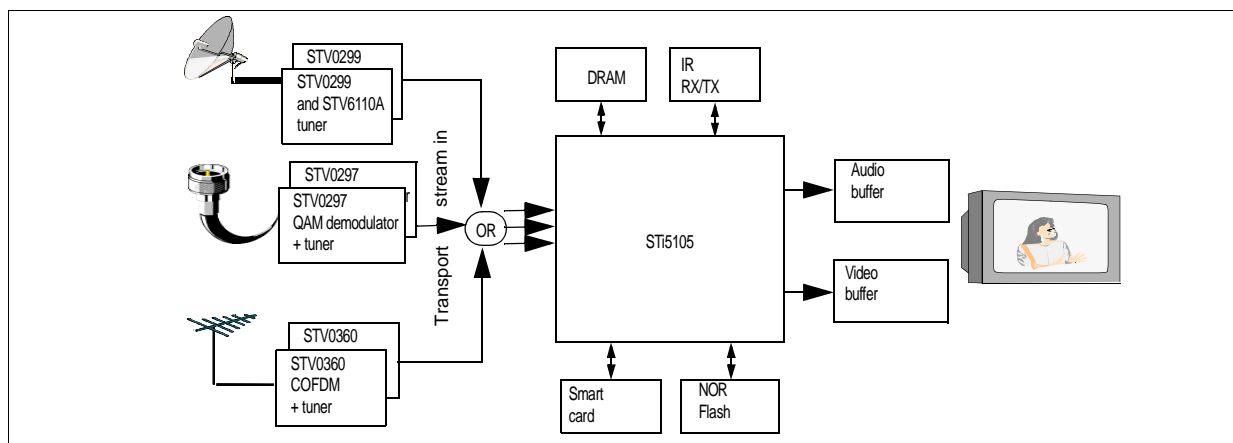 STV0299
STV0299
and STV6110A
tuner
STV0297
STV0297
QAM demodulator
+ tuner
STV0360
STV0360
COFDM
+ tuner
Transport stream in
OR
DRAM
IR
RX/TX
STi5105
Smart
card
NOR
Flash
Audio
buffer
Video
buffer